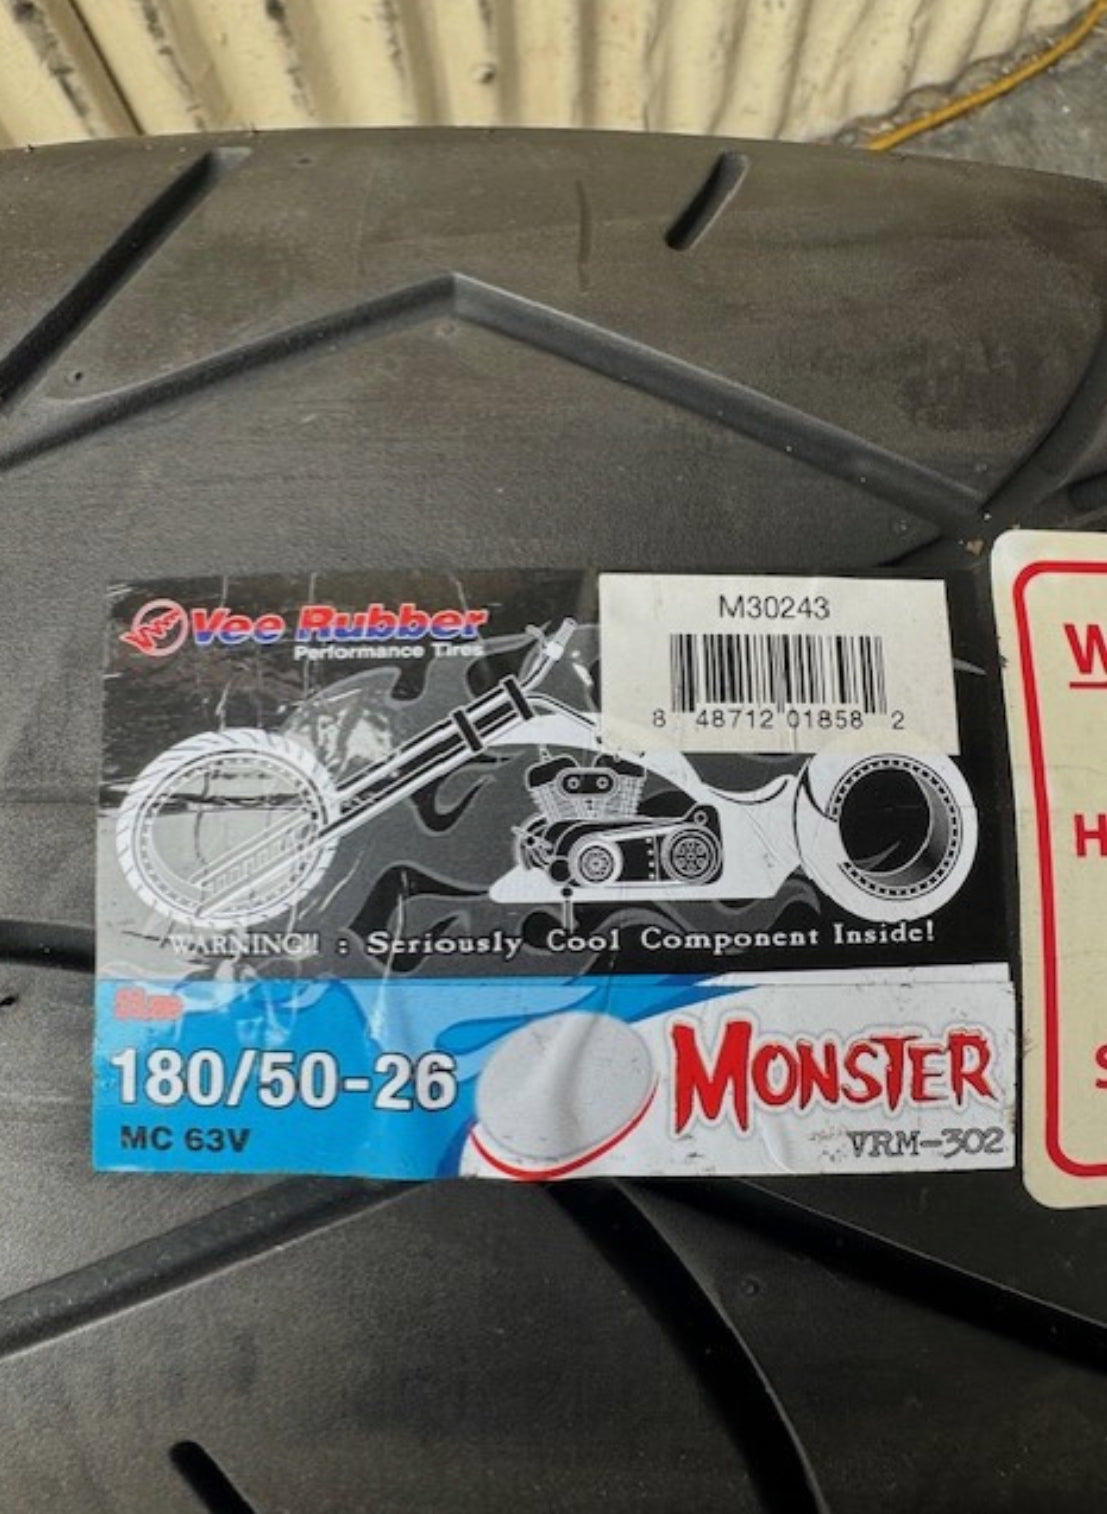 Vee Rubber
Performance Tires
M30243
8 48712 01858 2
WARNING!! : Seriously Cool Component Inside!
Size
180/50-26
MC 63V
MONSTER
VRM-302
W
H
S